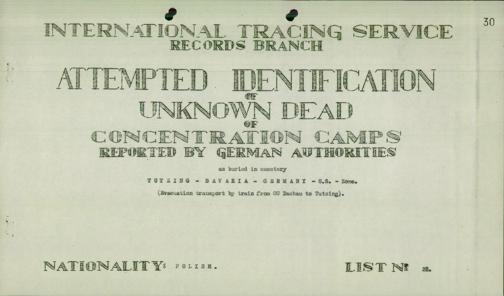 30
INTERNATIONAL TRACING SERVICE
RECORDS BRANCH
ATTEMPTED IDENTIFICATION
OF
UNKNOWN DEAD
OF
CONCENTRATION CAMPS
REPORTED BY GERMAN AUTHORITIES
as buried in cemetery
TUTZING - BAVARIA - GERMANY - U.S. - Zone.
(Evacuation transport by train from CC Dachau to Tutzing).
NATIONALITY: POLISH.
LIST Nº